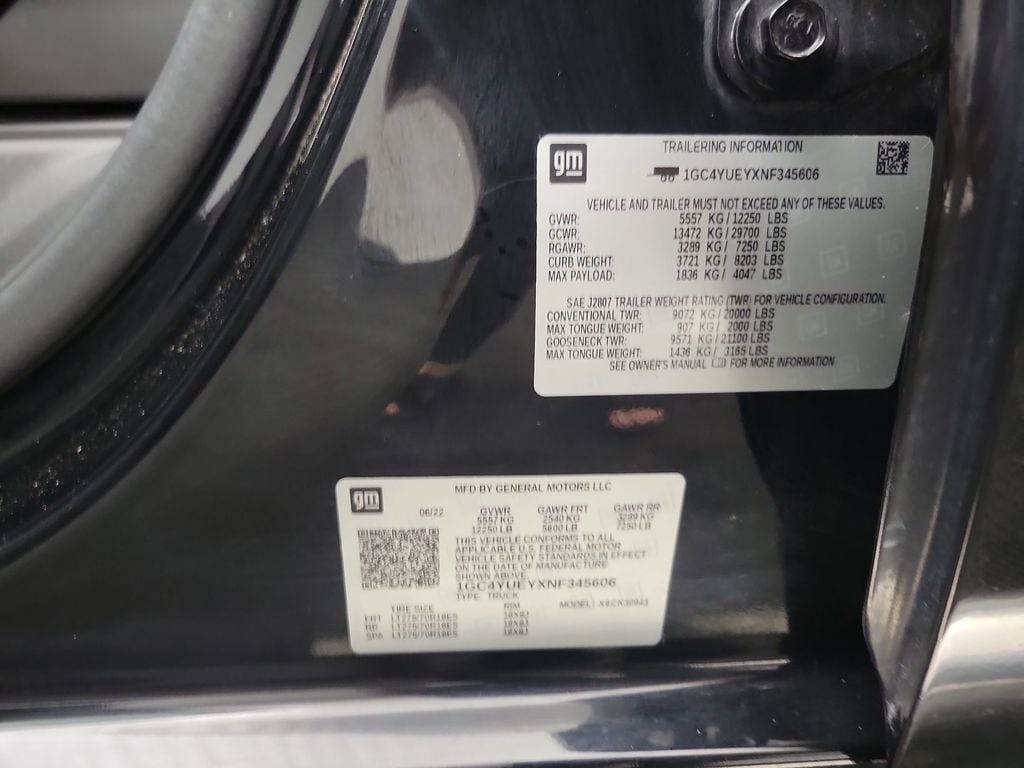 gm
TRAILERING INFORMATION
1GC4YUEYXNF345606
VEHICLE AND TRAILER MUST NOT EXCEED ANY OF THESE VALUES.
GVWR: 5557 KG/12250 LBS
GCWR: 13472 KG/29700 LBS
RGAWR: 3289 KG/ 7250 LBS
CURB WEIGHT: 3721 KG/ 8203 LBS
MAX PAYLOAD: 1836 KG/ 4047 LBS
SAE J2807 TRAILER WEIGHT RATING (TWR) FOR VEHICLE CONFIGURATION.
CONVENTIONAL TWR: 9072 KG/20000 LBS
MAX TONGUE WEIGHT: 907 KG/ 2000 LBS
GOOSENECK TWR: 9571 KG/21100 LBS
MAX TONGUE WEIGHT: 1436 KG/ 3165 LBS
SEE OWNER'S MANUAL FOR MORE INFORMATION
gm
MFD BY GENERAL MOTORS LLC
06/22 GVWR GAWR FRT GAWR RR
5557 KG 2540 KG 3289 KG
12250 LB 5600 LB 7250 LB
THIS VEHICLE CONFORMS TO ALL
APPLICABLE U.S. FEDERAL MOTOR
VEHICLE SAFETY STANDARDS IN EFFECT
ON THE DATE OF MANUFACTURE
SHOWN ABOVE.
1GC4YUEYXNF345606
TYPE: TRUCK
TIRE SIZE RIM MODEL:
FRT LT275/70R18ES 18X8J
RR LT275/70R18ES 18X8J
SPA LT275/70R18ES 18X8J